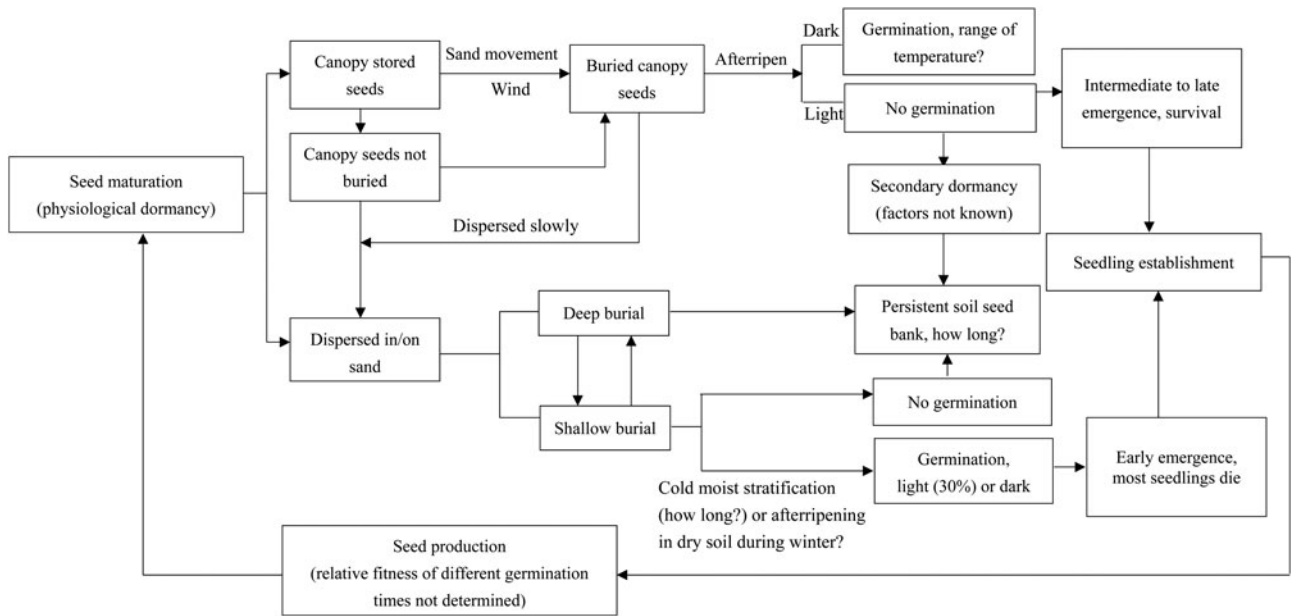 Canopy stored
seeds
Sand movement
Wind
Buried canopy
seeds
Afterripen
Dark
Light
Germination, range of
temperature?
No germination
Intermediate to late
emergence, survival
Canopy seeds not
buried
Seed maturation
(physiological dormancy)
Secondary dormancy
(factors not known)
Dispersed slowly
Seedling establishment
Dispersed in/on
sand
Deep burial
Persistent soil seed
bank, how long?
Shallow burial
No germination
Germination,
light (30%) or dark
Early emergence,
most seedlings die
Cold moist stratification
(how long?) or afterripening
in dry soil during winter?
Seed production
(relative fitness of different germination
times not determined)